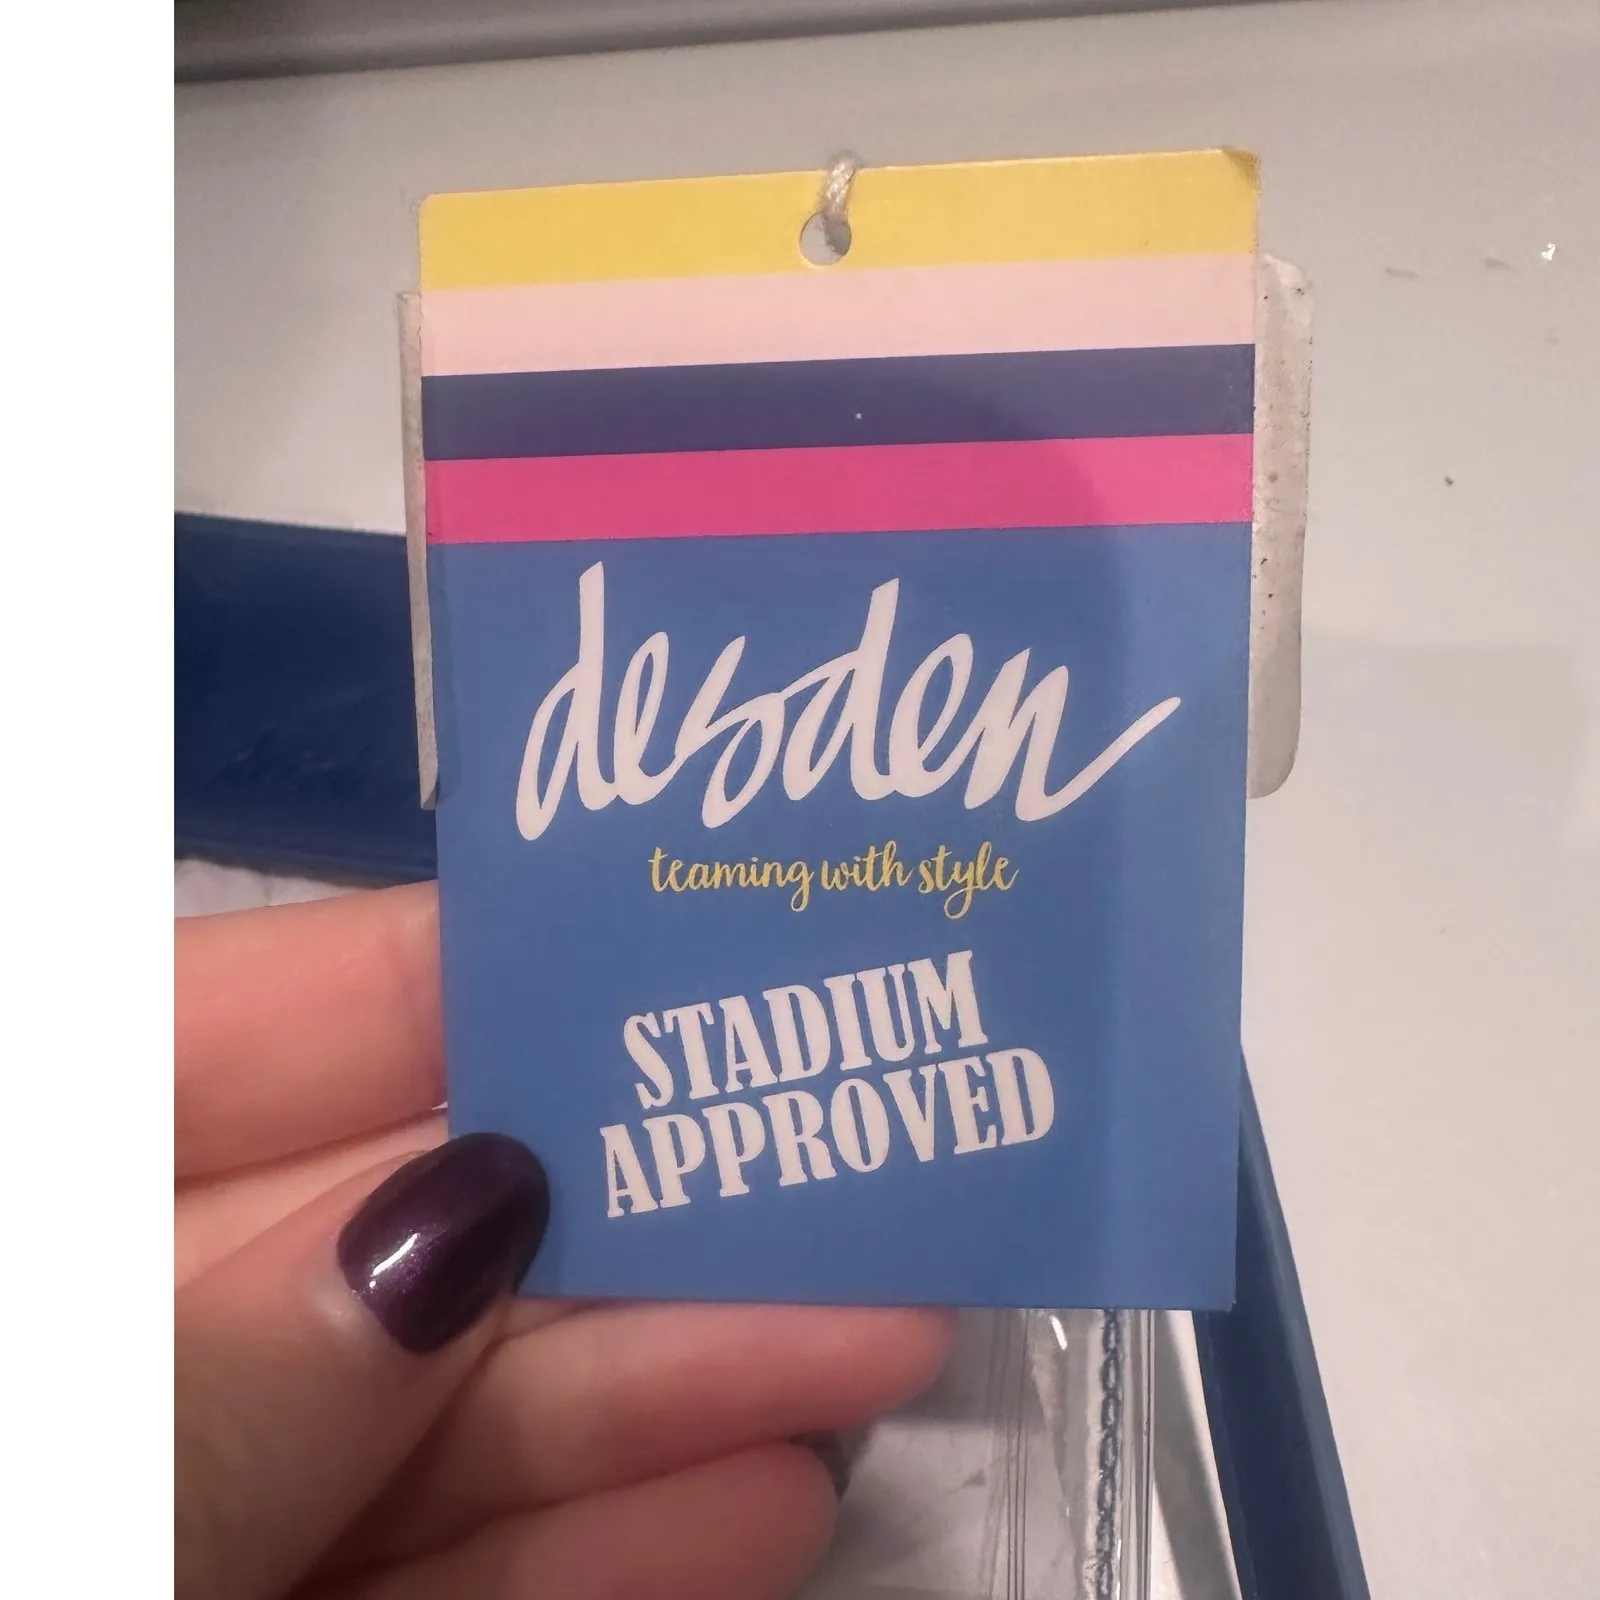 desden
teaming with style
STADIUM
APPROVED